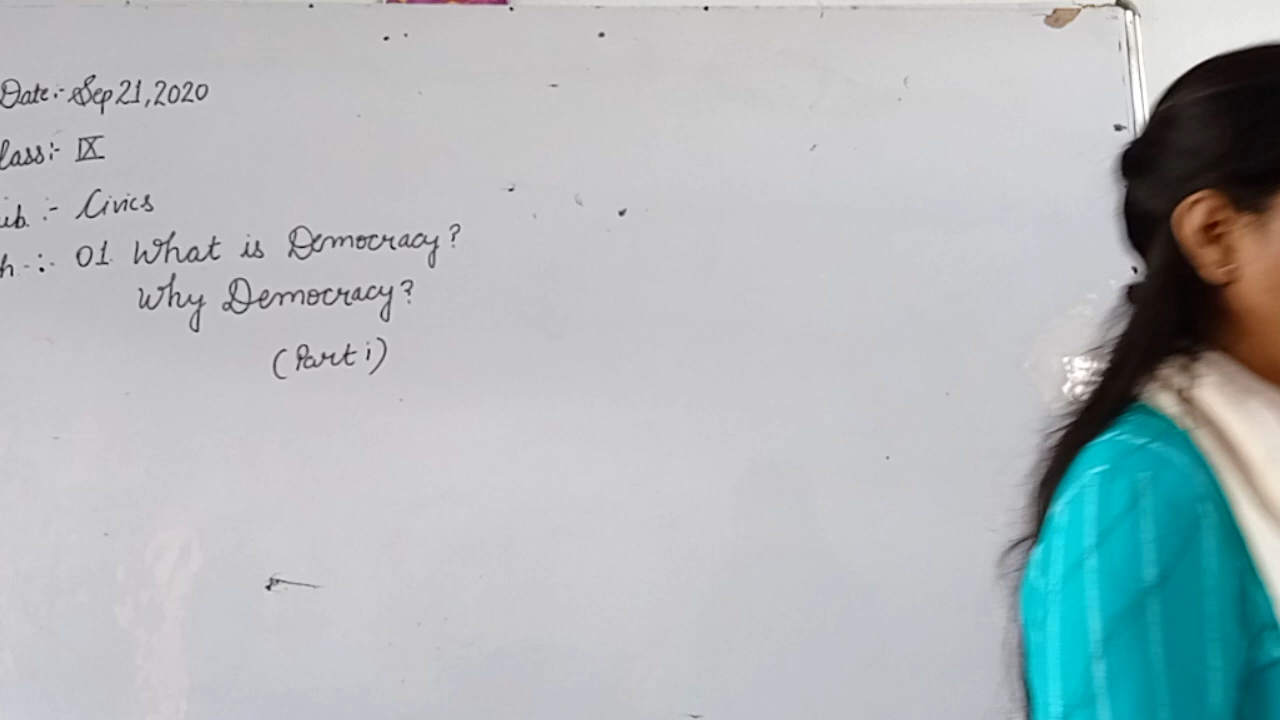 Date:- Sep 21, 2020
lass:- IX
ub. :- Civics
h. :- 01 What is Democracy?
Why Democracy?
(Part i)